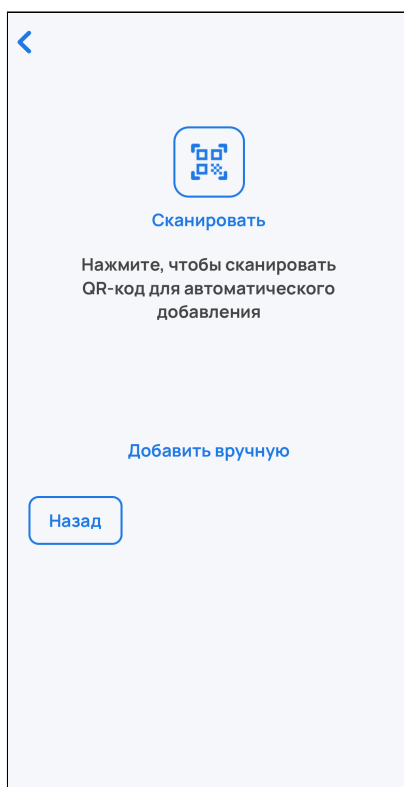 Сканировать
Нажмите, чтобы сканировать
QR-код для автоматического
добавления
Добавить вручную
Назад